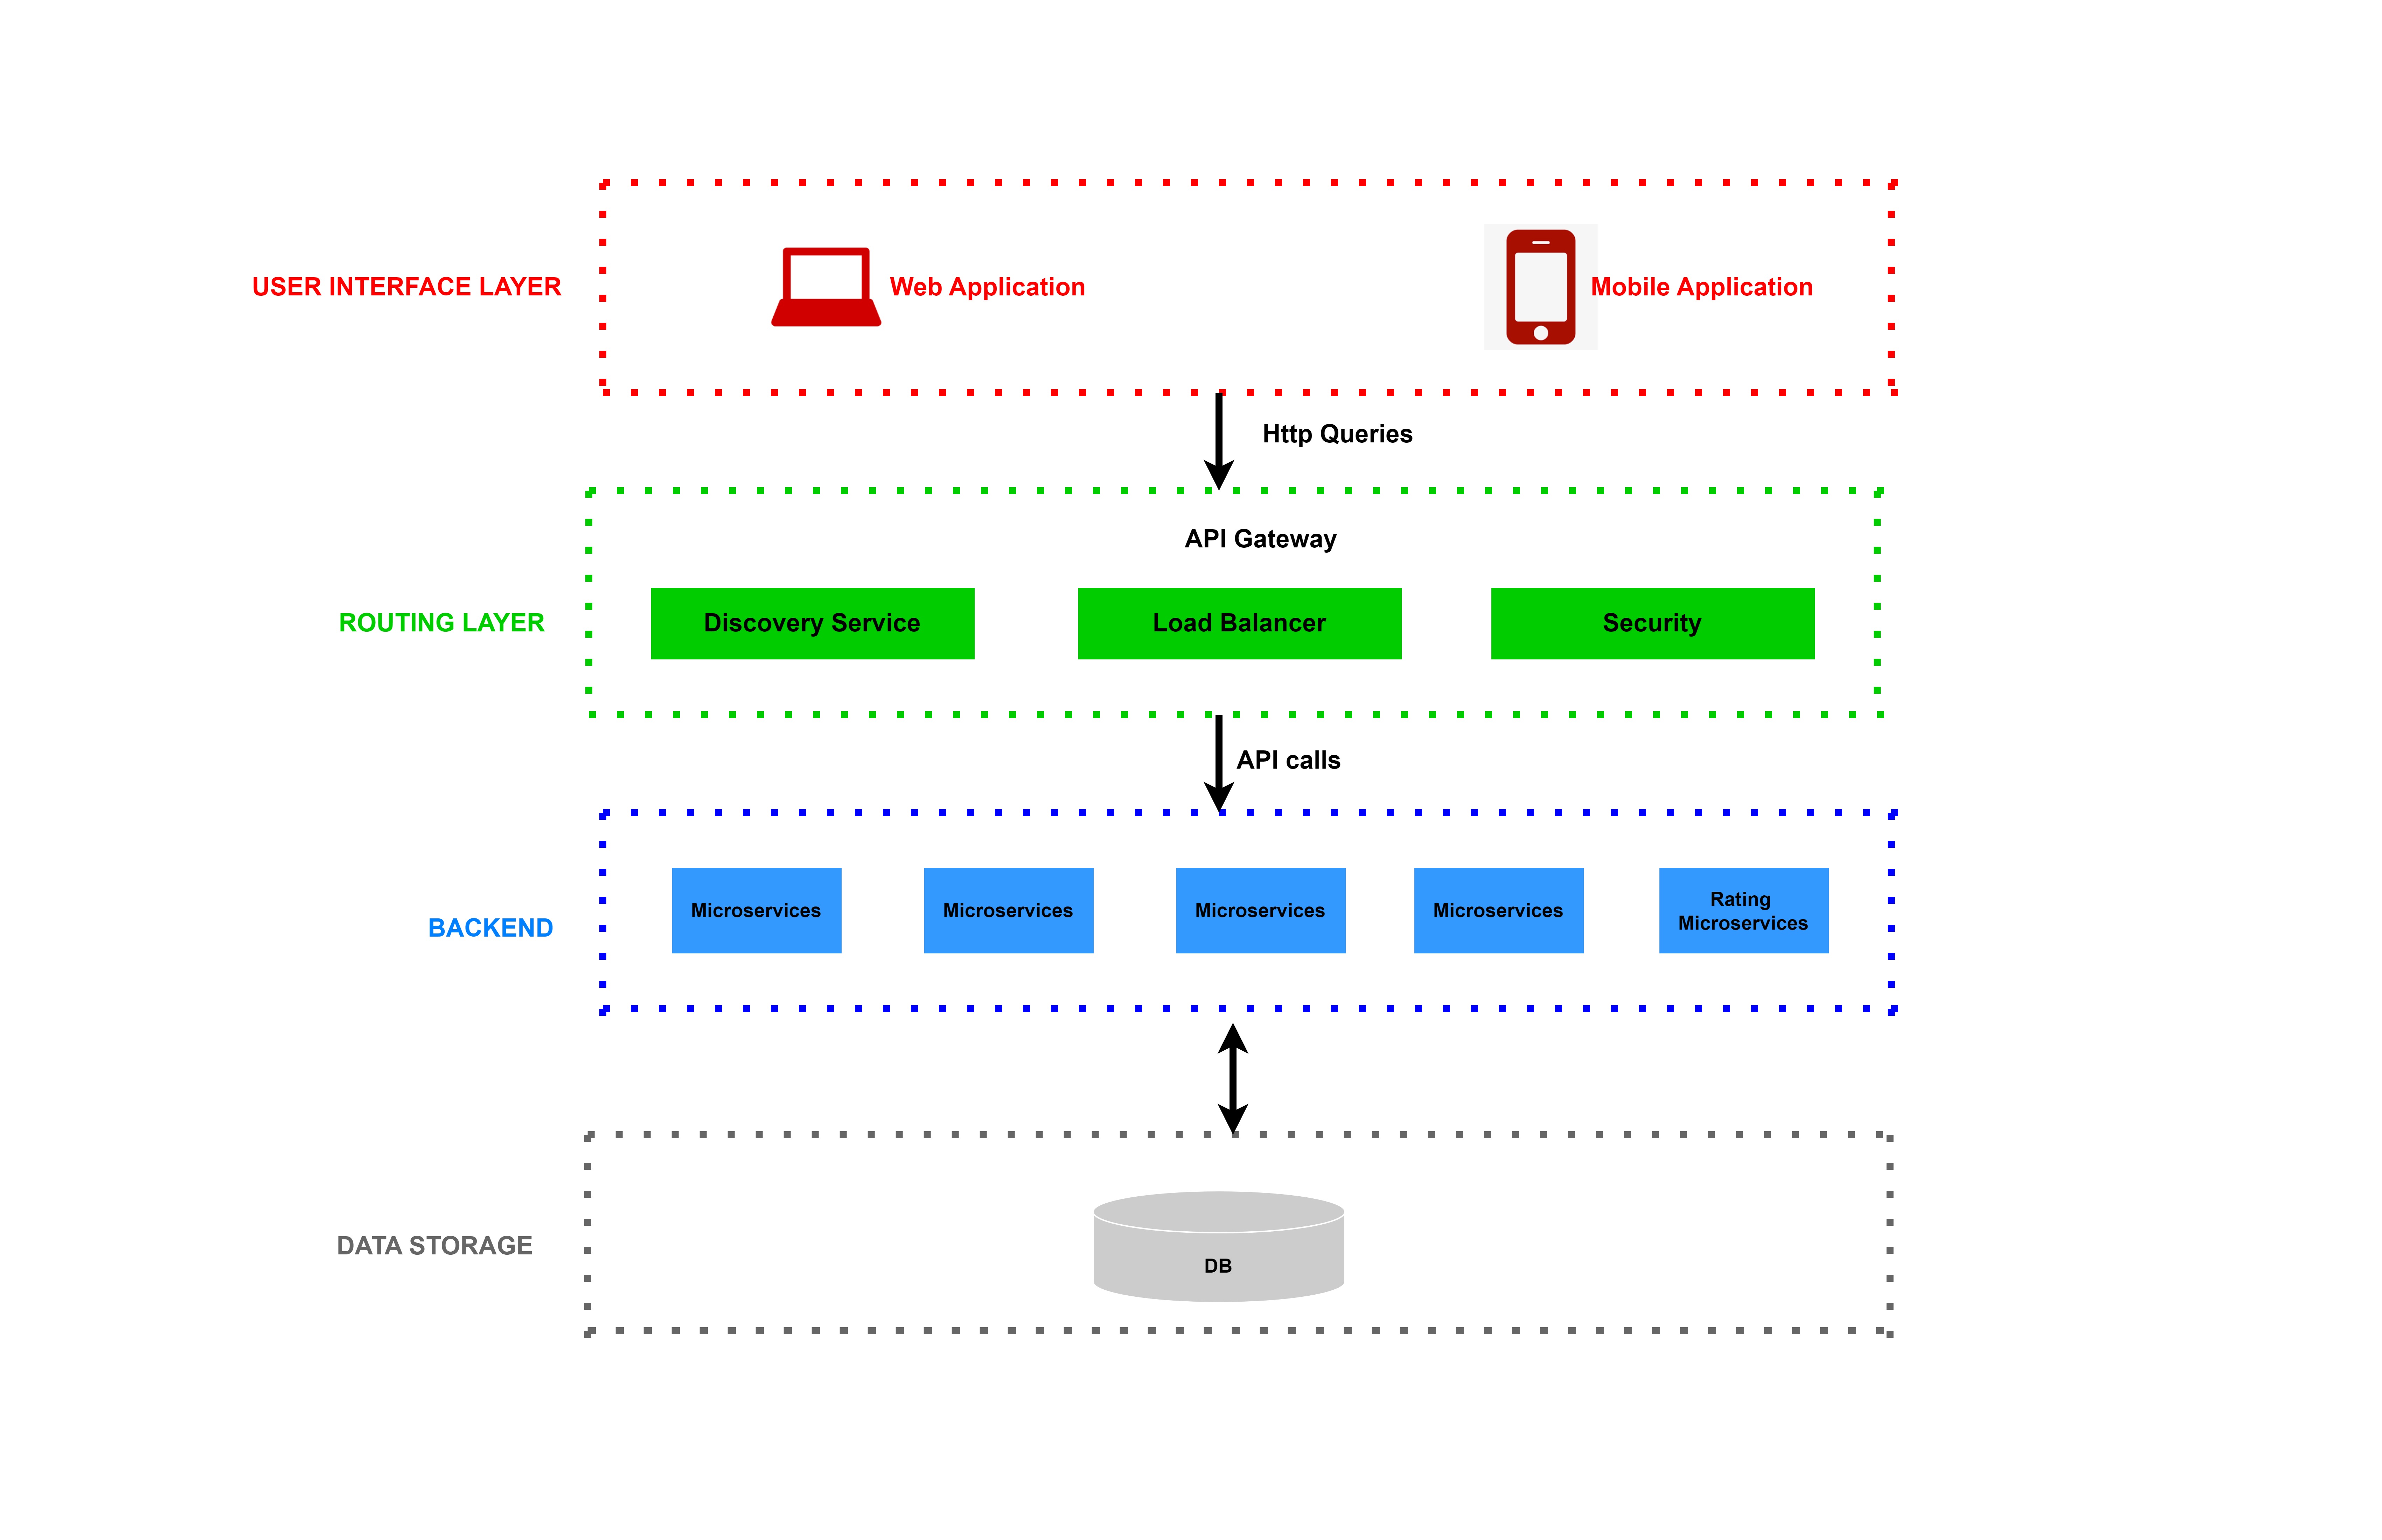 USER INTERFACE LAYER
Web Application
Mobile Application
Http Queries
API Gateway
ROUTING LAYER
Discovery Service
Load Balancer
Security
API calls
BACKEND
Microservices
Microservices
Microservices
Microservices
Rating
Microservices
DATA STORAGE
DB